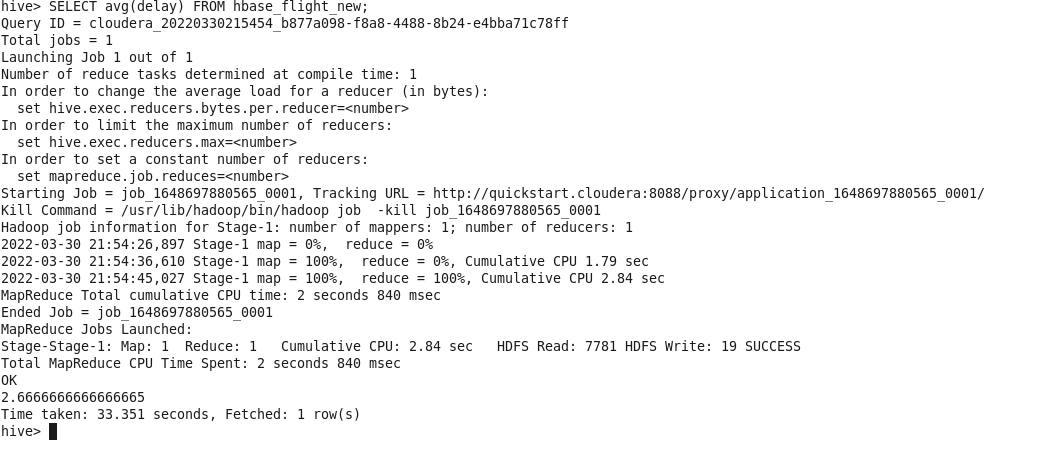 hive> SELECT avg(delay) FROM hbase_flight_new;
Query ID = cloudera_20220330215454_b877a098-f8a8-4488-8b24-e4bba71c78ff
Total jobs = 1
Launching Job 1 out of 1
Number of reduce tasks determined at compile time: 1
In order to change the average load for a reducer (in bytes):
  set hive.exec.reducers.bytes.per.reducer=<number>
In order to limit the maximum number of reducers:
  set hive.exec.reducers.max=<number>
In order to set a constant number of reducers:
  set mapreduce.job.reduces=<number>
Starting Job = job_1648697880565_0001, Tracking URL = http://quickstart.cloudera:8088/proxy/application_1648697880565_0001/
Kill Command = /usr/lib/hadoop/bin/hadoop job  -kill job_1648697880565_0001
Hadoop job information for Stage-1: number of mappers: 1; number of reducers: 1
2022-03-30 21:54:26,897 Stage-1 map = 0%,  reduce = 0%
2022-03-30 21:54:36,610 Stage-1 map = 100%,  reduce = 0%, Cumulative CPU 1.79 sec
2022-03-30 21:54:45,027 Stage-1 map = 100%,  reduce = 100%, Cumulative CPU 2.84 sec
MapReduce Total cumulative CPU time: 2 seconds 840 msec
Ended Job = job_1648697880565_0001
MapReduce Jobs Launched:
Stage-Stage-1: Map: 1  Reduce: 1   Cumulative CPU: 2.84 sec   HDFS Read: 7781 HDFS Write: 19 SUCCESS
Total MapReduce CPU Time Spent: 2 seconds 840 msec
OK
2.6666666666666665
Time taken: 33.351 seconds, Fetched: 1 row(s)
hive>